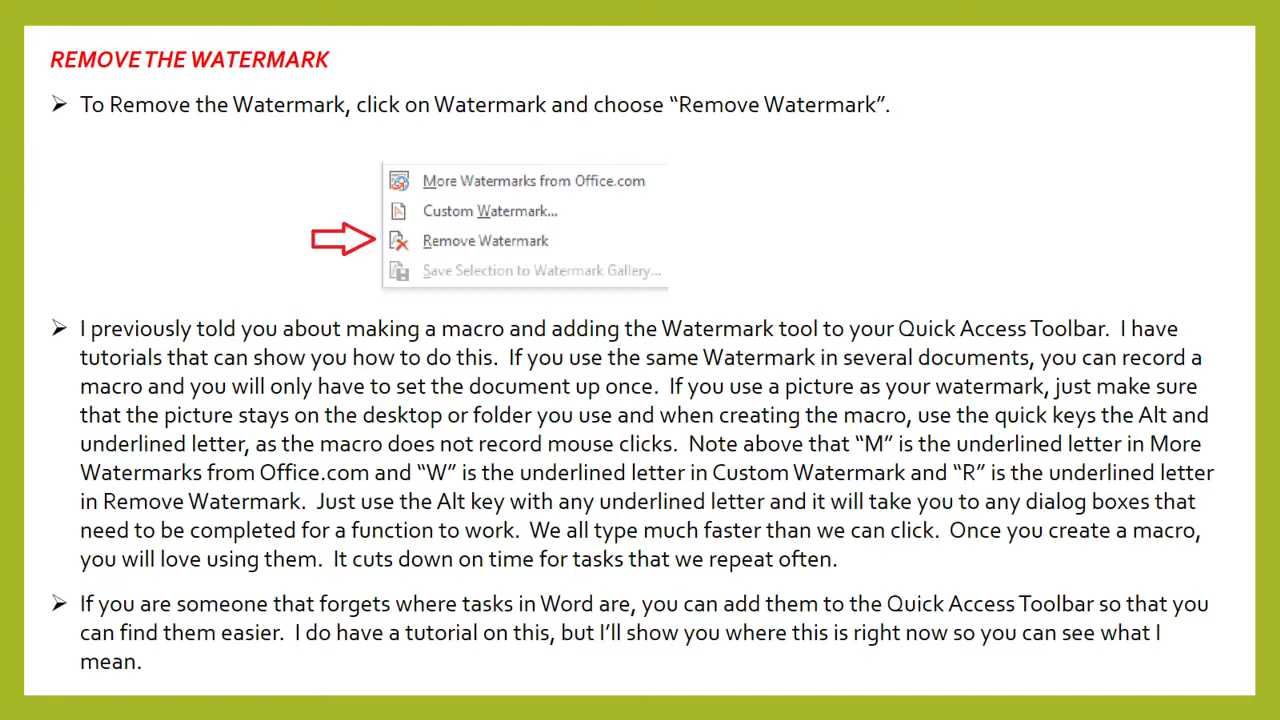 REMOVE THE WATERMARK
➢ To Remove the Watermark, click on Watermark and choose “Remove Watermark”.
More Watermarks from Office.com
Custom Watermark...
Remove Watermark
Save Selection to Watermark Gallery...
➢ I previously told you about making a macro and adding the Watermark tool to your Quick Access Toolbar.  I have
tutorials that can show you how to do this.  If you use the same Watermark in several documents, you can record a
macro and you will only have to set the document up once.  If you use a picture as your watermark, just make sure
that the picture stays on the desktop or folder you use and when creating the macro, use the quick keys the Alt and
underlined letter, as the macro does not record mouse clicks.  Note above that “M” is the underlined letter in More
Watermarks from Office.com and “W” is the underlined letter in Custom Watermark and “R” is the underlined letter
in Remove Watermark.  Just use the Alt key with any underlined letter and it will take you to any dialog boxes that
need to be completed for a function to work.  We all type much faster than we can click.  Once you create a macro,
you will love using them.  It cuts down on time for tasks that we repeat often.
➢ If you are someone that forgets where tasks in Word are, you can add them to the Quick Access Toolbar so that you
can find them easier.  I do have a tutorial on this, but I’ll show you where this is right now so you can see what I
mean.